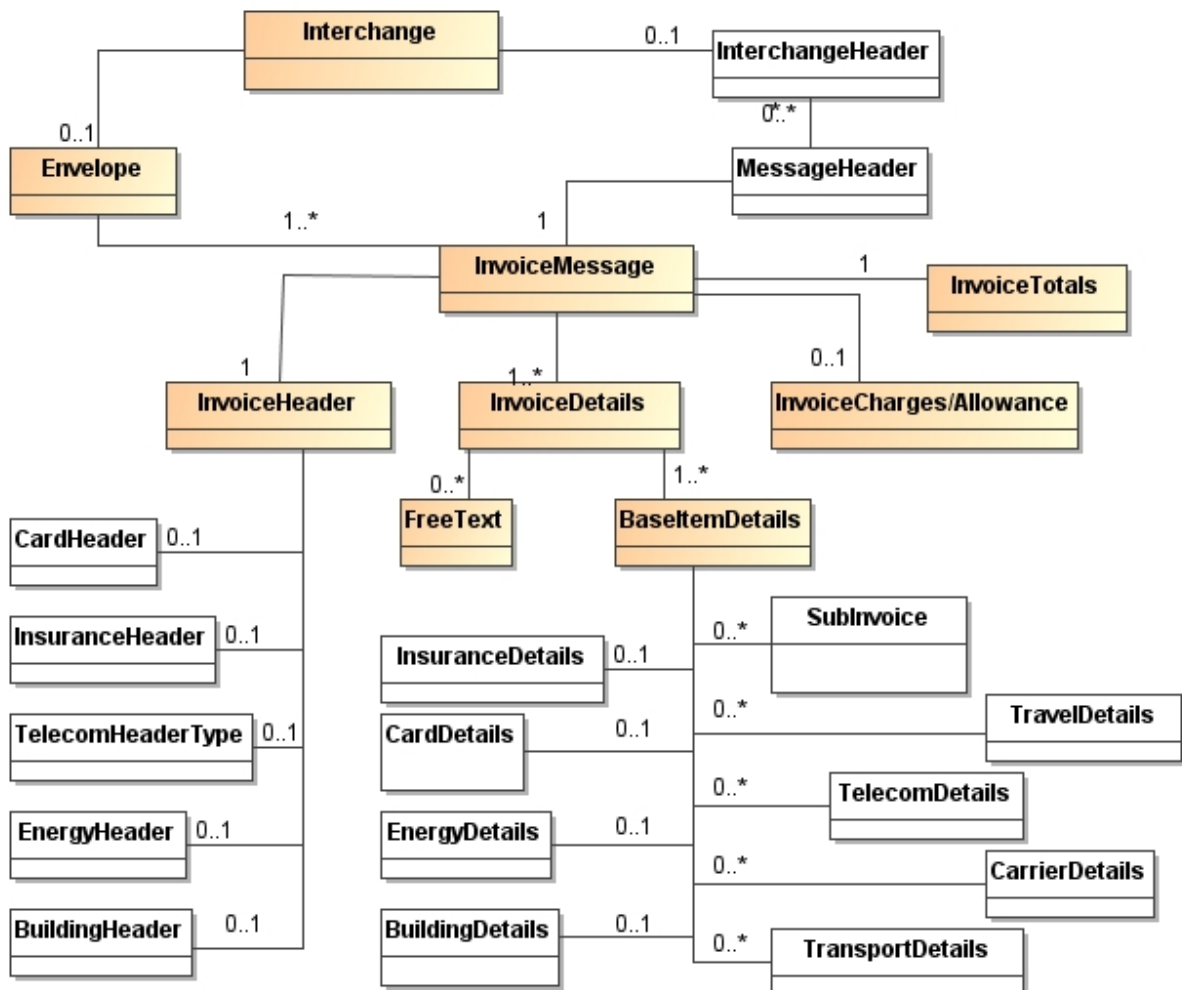 Interchange
0..1
InterchangeHeader
0..*
0..1
Envelope
MessageHeader
1..*
1
InvoiceMessage
1
InvoiceTotals
1
1..*
0..1
InvoiceHeader
InvoiceDetails
InvoiceCharges/Allowance
0..*
1..*
FreeText
BaseItemDetails
CardHeader
0..1
InsuranceHeader
0..1
TelecomHeaderType
0..1
EnergyHeader
0..1
BuildingHeader
0..1
InsuranceDetails
0..1
CardDetails
0..1
EnergyDetails
0..1
BuildingDetails
0..1
0..*
SubInvoice
0..*
TravelDetails
0..*
TelecomDetails
0..*
CarrierDetails
0..*
TransportDetails